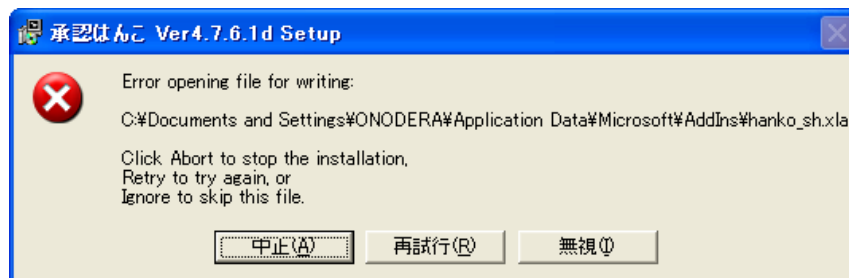 承認はんこ Ver4.7.6.1d Setup
Error opening file for writing:
C:¥Documents and Settings¥ONODERA¥Application Data¥Microsoft¥AddIns¥hanko_sh.xla
Click Abort to stop the installation,
Retry to try again, or
Ignore to skip this file.
中止(A) 再試行(R) 無視(I)